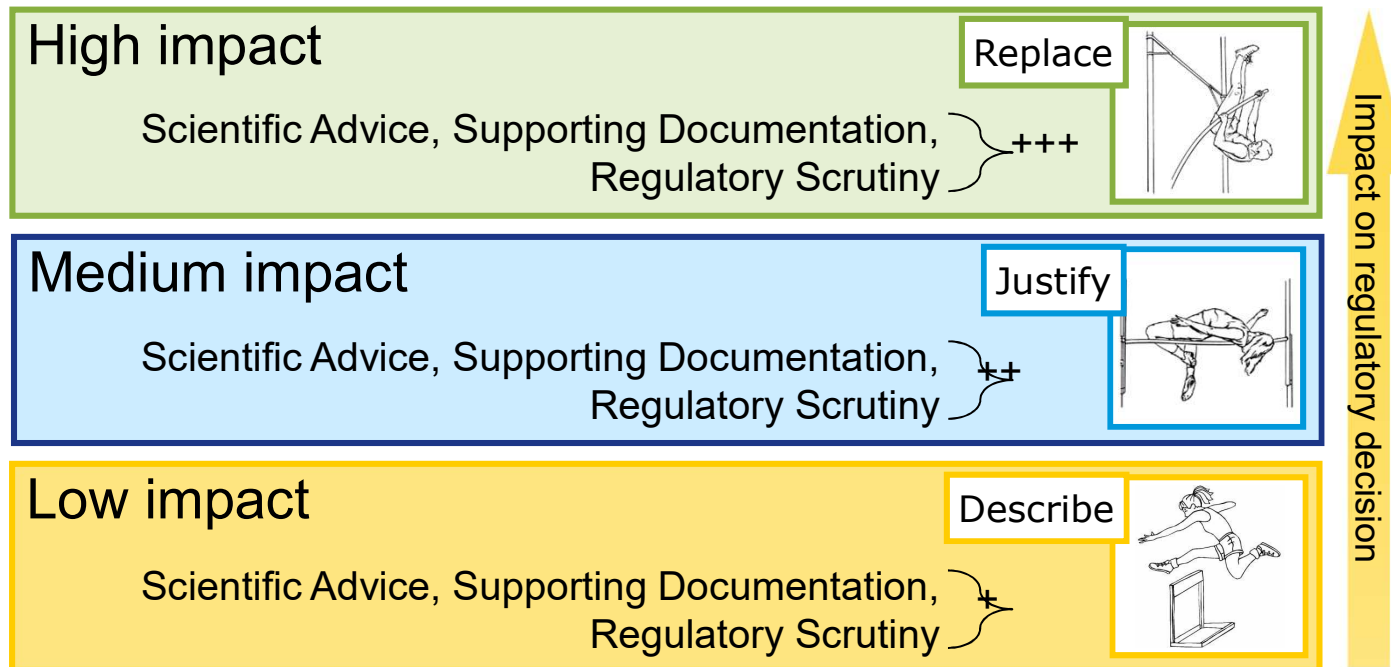 High impact
Replace
Scientific Advice, Supporting Documentation,
Regulatory Scrutiny
+++
Medium impact
Justify
Scientific Advice, Supporting Documentation,
Regulatory Scrutiny
++
Low impact
Describe
Scientific Advice, Supporting Documentation,
Regulatory Scrutiny
+
Impact on regulatory decision